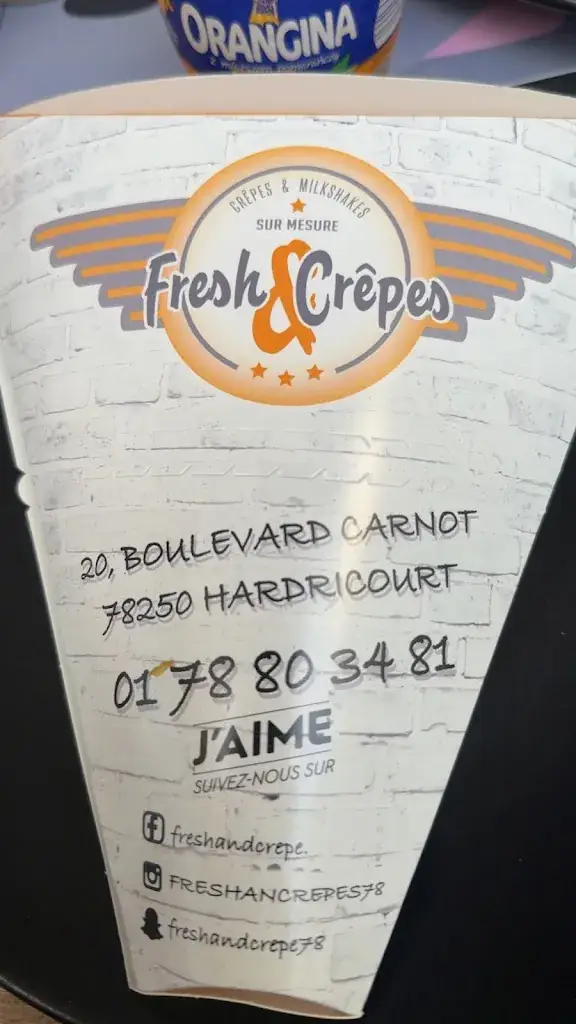 ORANGINA
CRÊPES & MILKSHAKES
SUR MESURE
Fresh & Crêpes
20, BOULEVARD CARNOT
78250 HARDRICOURT
01 78 80 34 81
J'AIME
SUIVEZ-NOUS SUR
freshandcrepe.
FRESHANCREPES78
freshandcrepe78